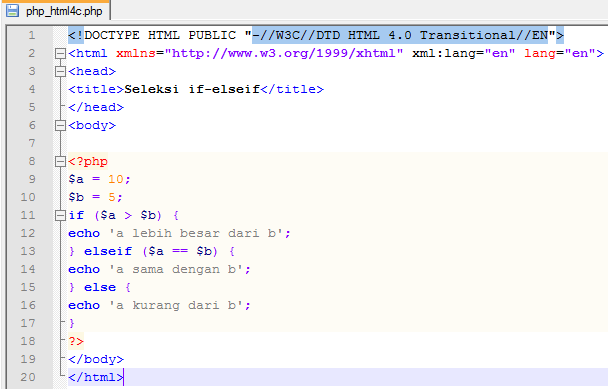 php_html4c.php
1 <!DOCTYPE HTML PUBLIC "-//W3C//DTD HTML 4.0 Transitional//EN">
2 <html xmlns="http://www.w3.org/1999/xhtml" xml:lang="en" lang="en">
3 <head>
4 <title>Seleksi if-elseif</title>
5 </head>
6 <body>
7
8 <?php
9 $a = 10;
10 $b = 5;
11 if ($a > $b) {
12 echo 'a lebih besar dari b';
13 } elseif ($a == $b) {
14 echo 'a sama dengan b';
15 } else {
16 echo 'a kurang dari b';
17 }
18 ?>
19 </body>
20 </html>